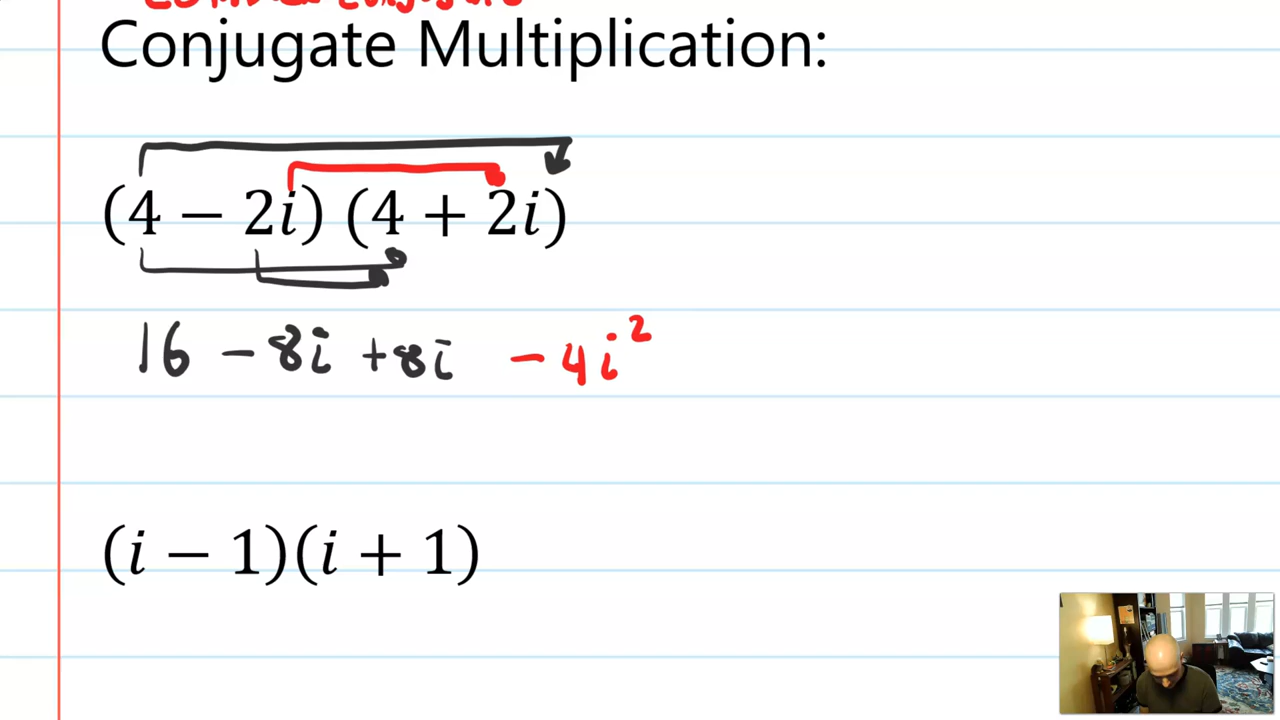 Conjugate Multiplication:
(4 − 2i) (4 + 2i)
16 − 8i + 8i − 4i²
(i − 1)(i + 1)